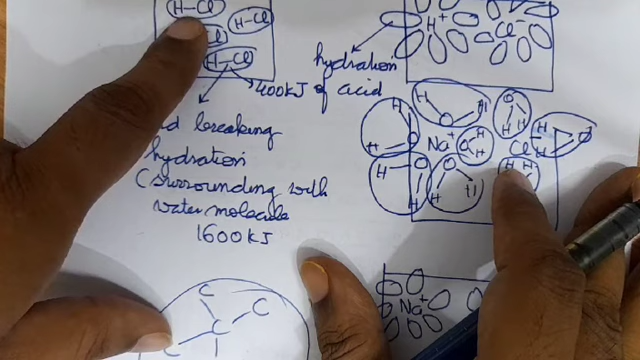 H-Cl
H-Cl
Cl
H-Cl
400kJ
hydration
of acid
H+
Cl-
breaking
hydration
(surrounding with
water molecule
1600 KJ
H
H
O
H
O
H
H
Na+
H
H
Cl
H
O
H
H
O
H
O
H
H
H
H
C
C
C
C
Na+